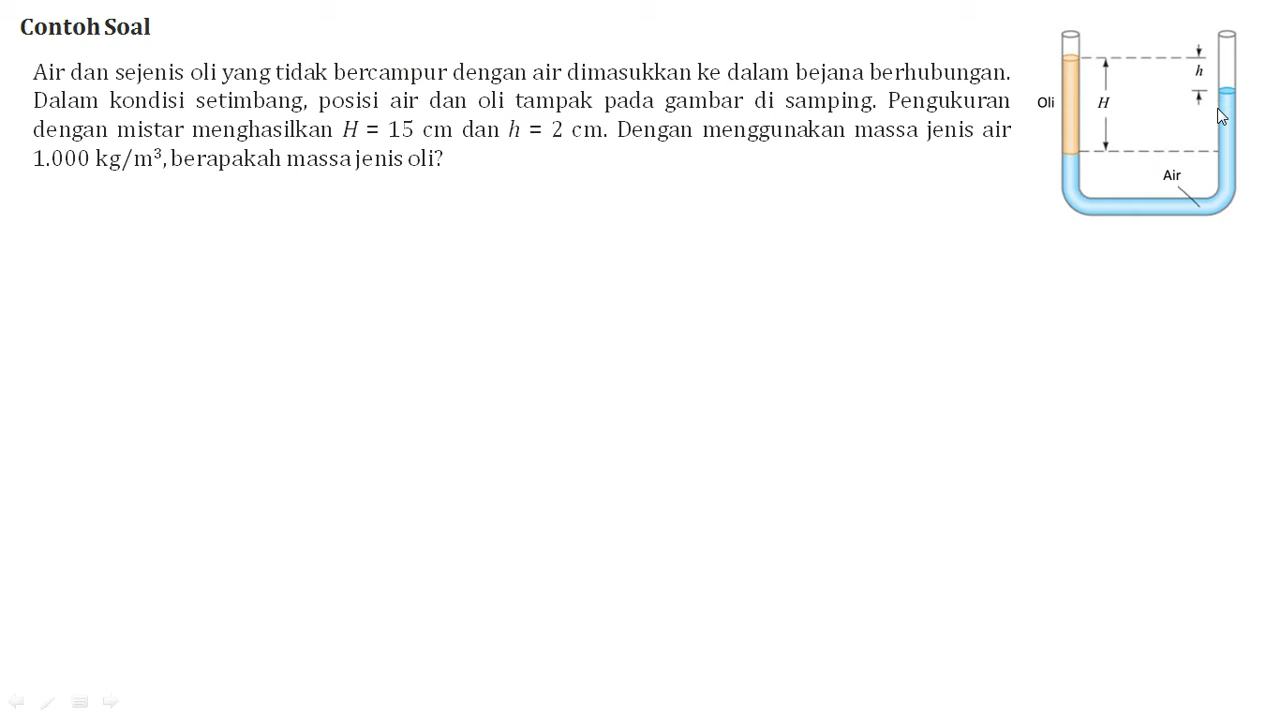 Contoh Soal
Air dan sejenis oli yang tidak bercampur dengan air dimasukkan ke dalam bejana berhubungan.
Dalam kondisi setimbang, posisi air dan oli tampak pada gambar di samping. Pengukuran
dengan mistar menghasilkan H = 15 cm dan h = 2 cm. Dengan menggunakan massa jenis air
1.000 kg/m³, berapakah massa jenis oli?
h
Oli
H
Air